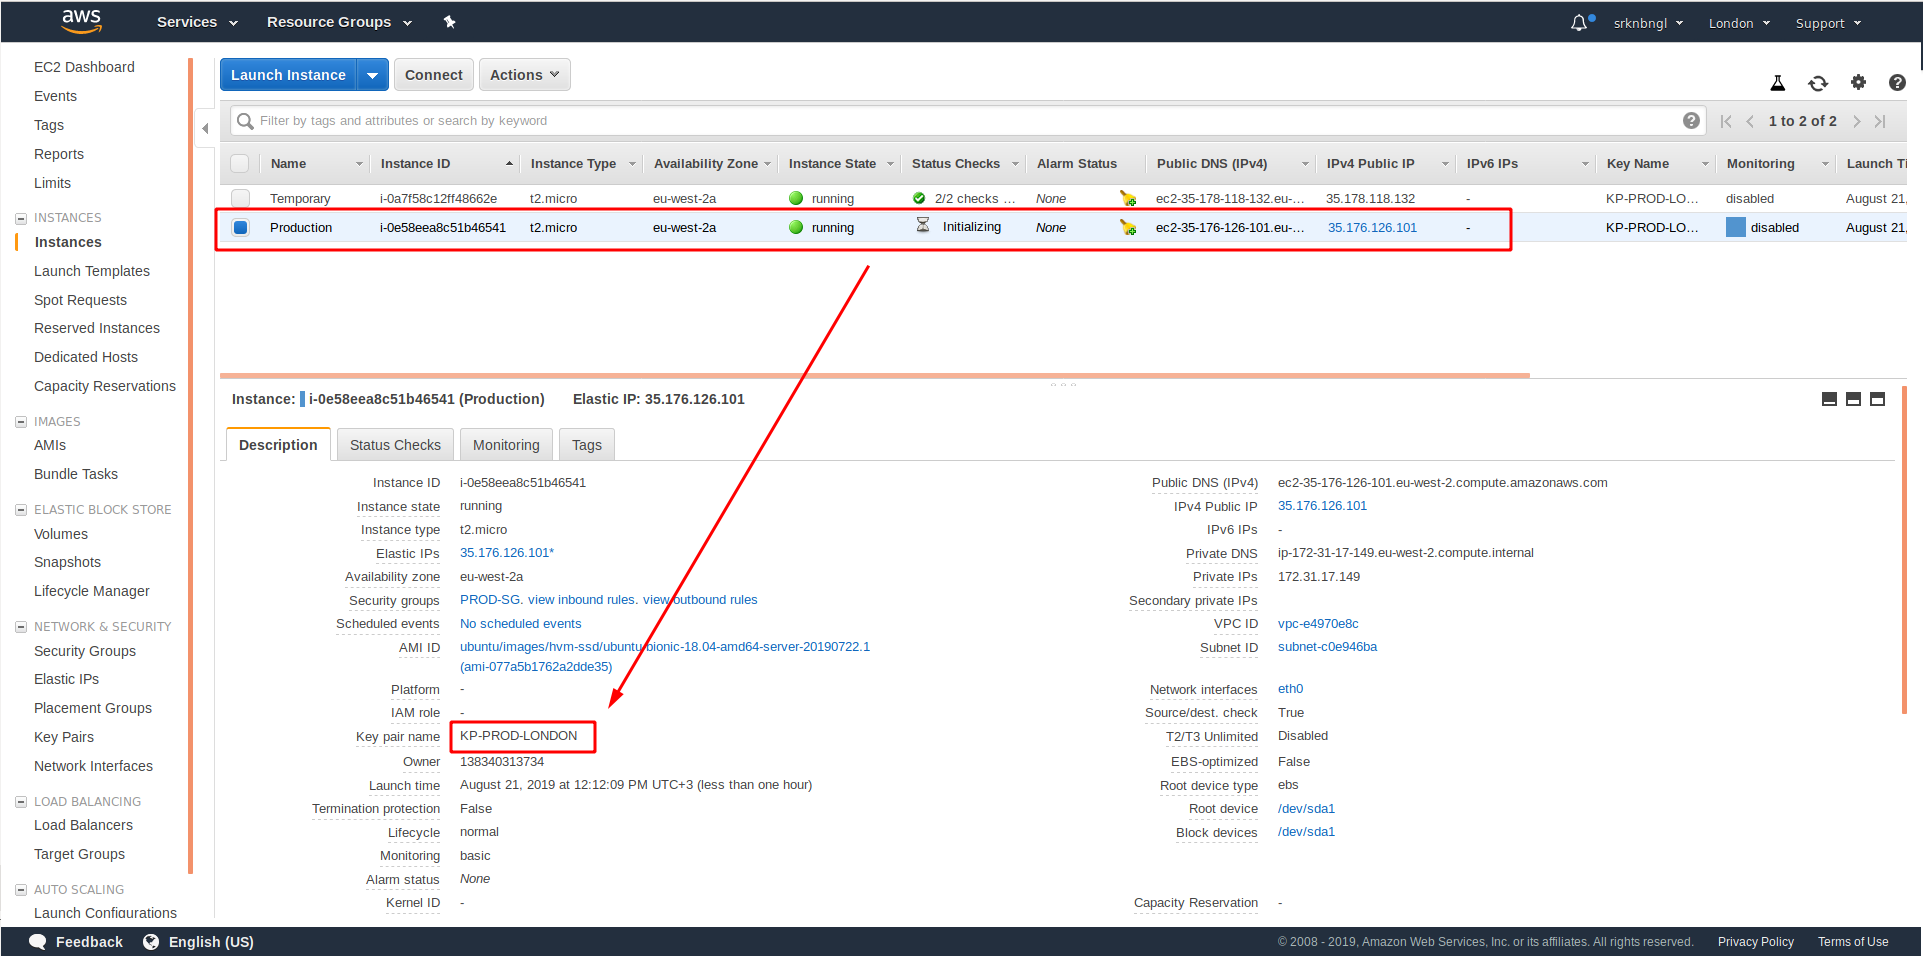 aws Services Resource Groups srknbngl London Support
EC2 Dashboard
Events
Tags
Reports
Limits
INSTANCES
Instances
Launch Templates
Spot Requests
Reserved Instances
Dedicated Hosts
Capacity Reservations
IMAGES
AMIs
Bundle Tasks
ELASTIC BLOCK STORE
Volumes
Snapshots
Lifecycle Manager
NETWORK & SECURITY
Security Groups
Elastic IPs
Placement Groups
Key Pairs
Network Interfaces
LOAD BALANCING
Load Balancers
Target Groups
AUTO SCALING
Launch Configurations
Launch Instance Connect Actions
Filter by tags and attributes or search by keyword 1 to 2 of 2
Name Instance ID Instance Type Availability Zone Instance State Status Checks Alarm Status Public DNS (IPv4) IPv4 Public IP IPv6 IPs Key Name Monitoring Launch Ti
Temporary i-0a7f58c12ff48662e t2.micro eu-west-2a running 2/2 checks ... None ec2-35-178-118-132.eu-... 35.178.118.132 - KP-PROD-LO... disabled August 21,
Production i-0e58eea8c51b46541 t2.micro eu-west-2a running Initializing None ec2-35-176-126-101.eu-... 35.176.126.101 - KP-PROD-LO... disabled August 21,
Instance: i-0e58eea8c51b46541 (Production) Elastic IP: 35.176.126.101
Description Status Checks Monitoring Tags
Instance ID i-0e58eea8c51b46541 Public DNS (IPv4) ec2-35-176-126-101.eu-west-2.compute.amazonaws.com
Instance state running IPv4 Public IP 35.176.126.101
Instance type t2.micro IPv6 IPs -
Elastic IPs 35.176.126.101* Private DNS ip-172-31-17-149.eu-west-2.compute.internal
Availability zone eu-west-2a Private IPs 172.31.17.149
Security groups PROD-SG. view inbound rules. view outbound rules Secondary private IPs
Scheduled events No scheduled events VPC ID vpc-e4970e8c
AMI ID ubuntu/images/hvm-ssd/ubuntu-bionic-18.04-amd64-server-20190722.1 Subnet ID subnet-c0e946ba
(ami-077a5b1762a2dde35)
Platform - Network interfaces eth0
IAM role - Source/dest. check True
Key pair name KP-PROD-LONDON T2/T3 Unlimited Disabled
Owner 138340313734 EBS-optimized False
Launch time August 21, 2019 at 12:12:09 PM UTC+3 (less than one hour) Root device type ebs
Termination protection False Root device /dev/sda1
Lifecycle normal Block devices /dev/sda1
Monitoring basic
Alarm status None
Kernel ID - Capacity Reservation -
Feedback English (US) © 2008 - 2019, Amazon Web Services, Inc. or its affiliates. All rights reserved. Privacy Policy Terms of Use